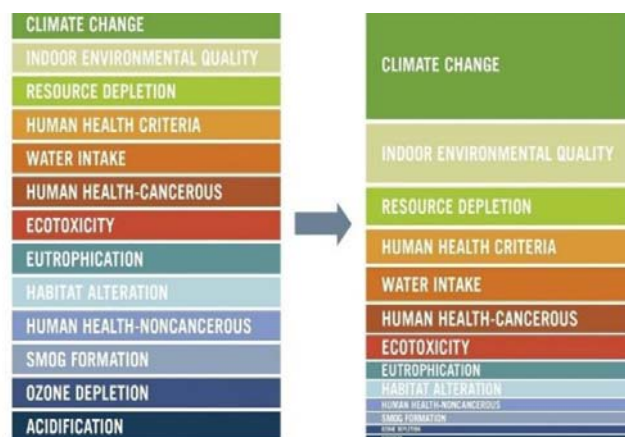 CLIMATE CHANGE
INDOOR ENVIRONMENTAL QUALITY
RESOURCE DEPLETION
HUMAN HEALTH CRITERIA
WATER INTAKE
HUMAN HEALTH-CANCEROUS
ECOTOXICITY
EUTROPHICATION
HABITAT ALTERATION
HUMAN HEALTH-NONCANCEROUS
SMOG FORMATION
OZONE DEPLETION
ACIDIFICATION
CLIMATE CHANGE
INDOOR ENVIRONMENTAL QUALITY
RESOURCE DEPLETION
HUMAN HEALTH CRITERIA
WATER INTAKE
HUMAN HEALTH-CANCEROUS
ECOTOXICITY
EUTROPHICATION
HABITAT ALTERATION
HUMAN HEALTH-NONCANCEROUS
SMOG FORMATION
OZONE DEPLETION